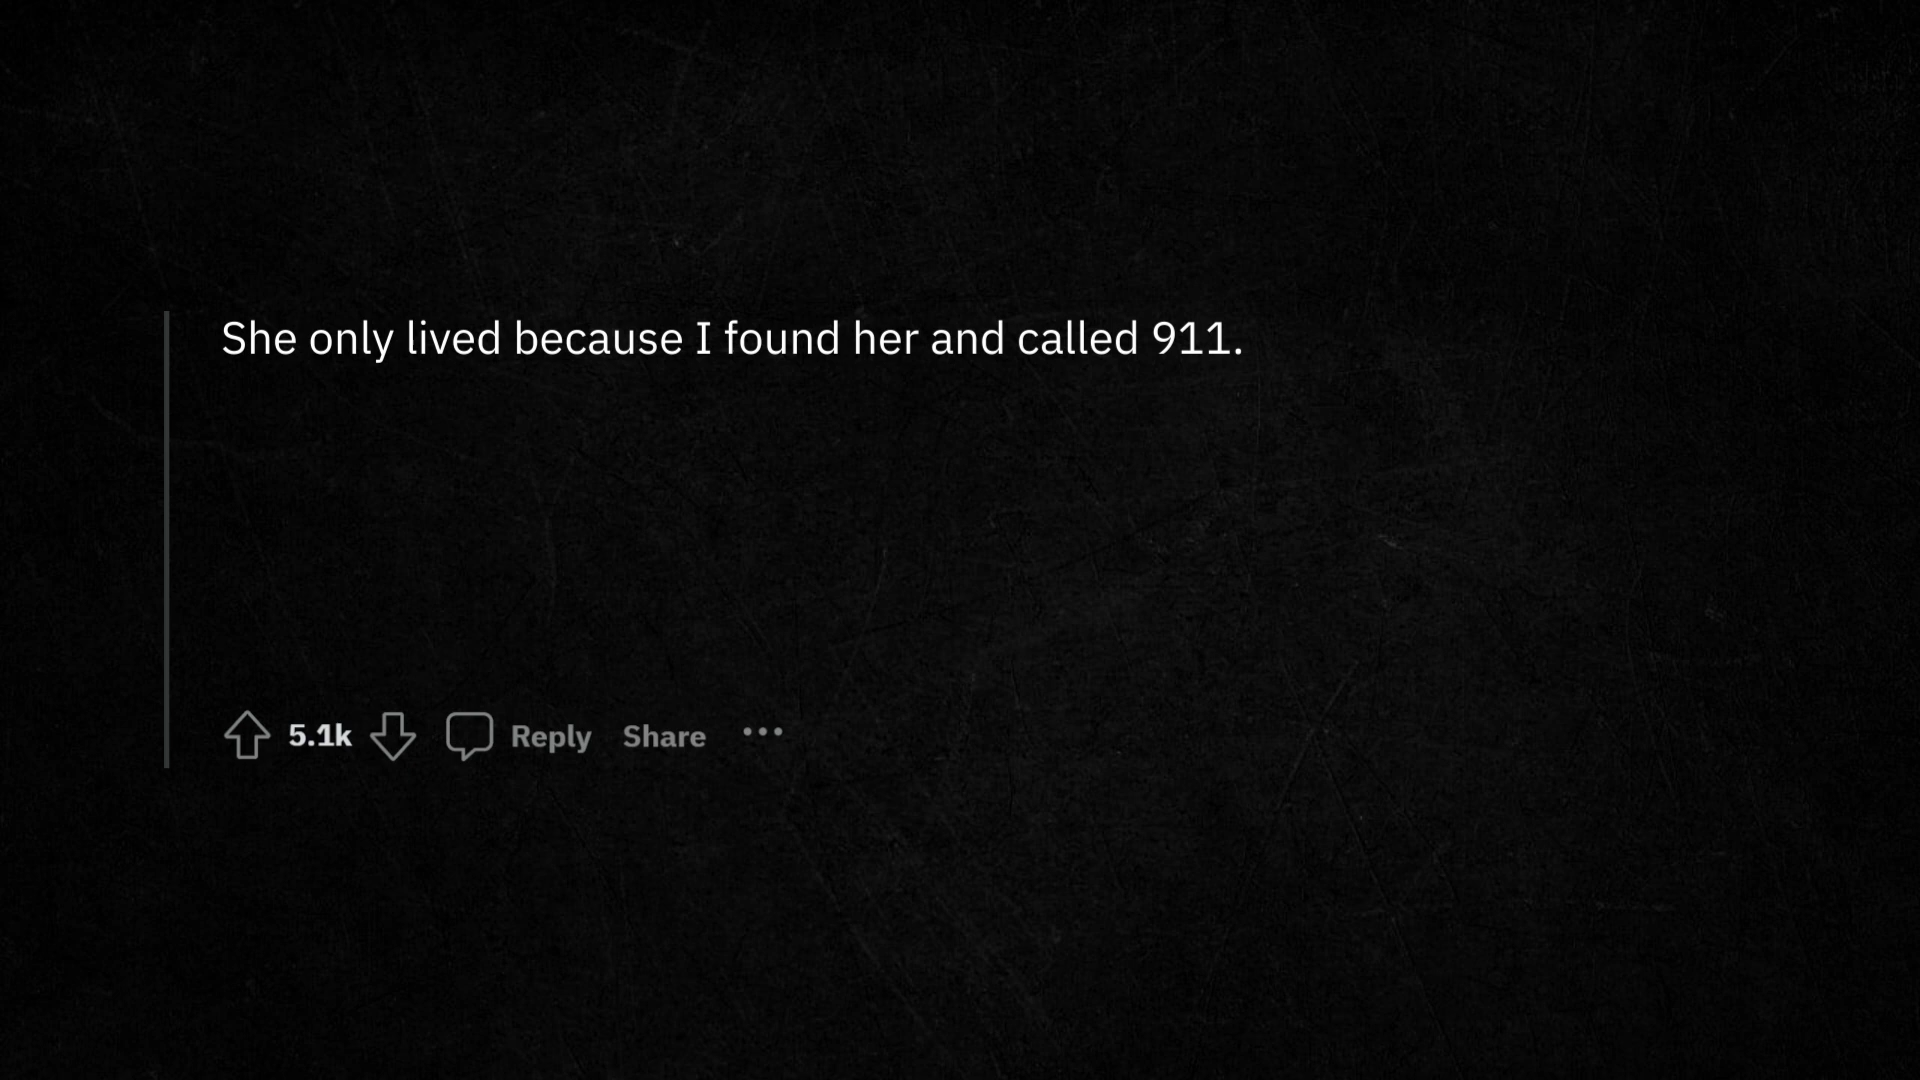 She only lived because I found her and called 911.
5.1k Reply Share